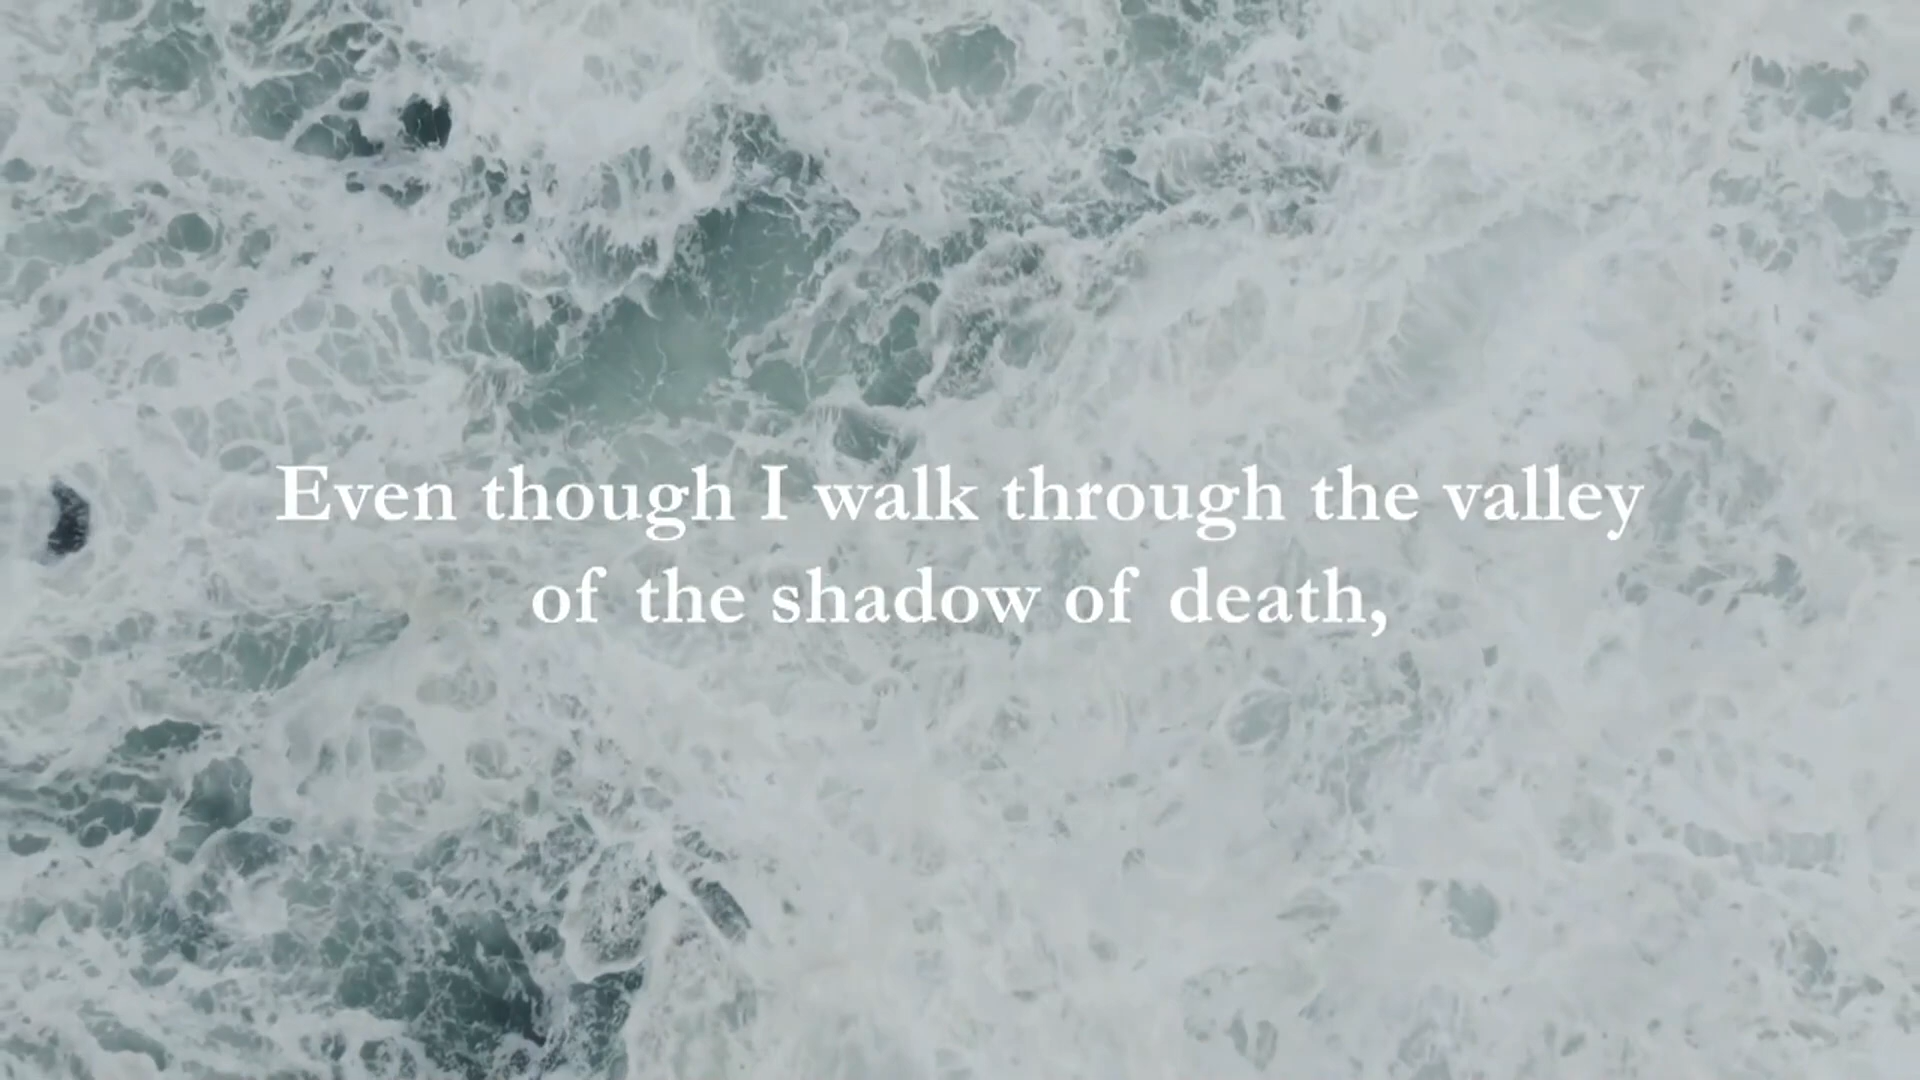 Even though I walk through the valley
of the shadow of death,